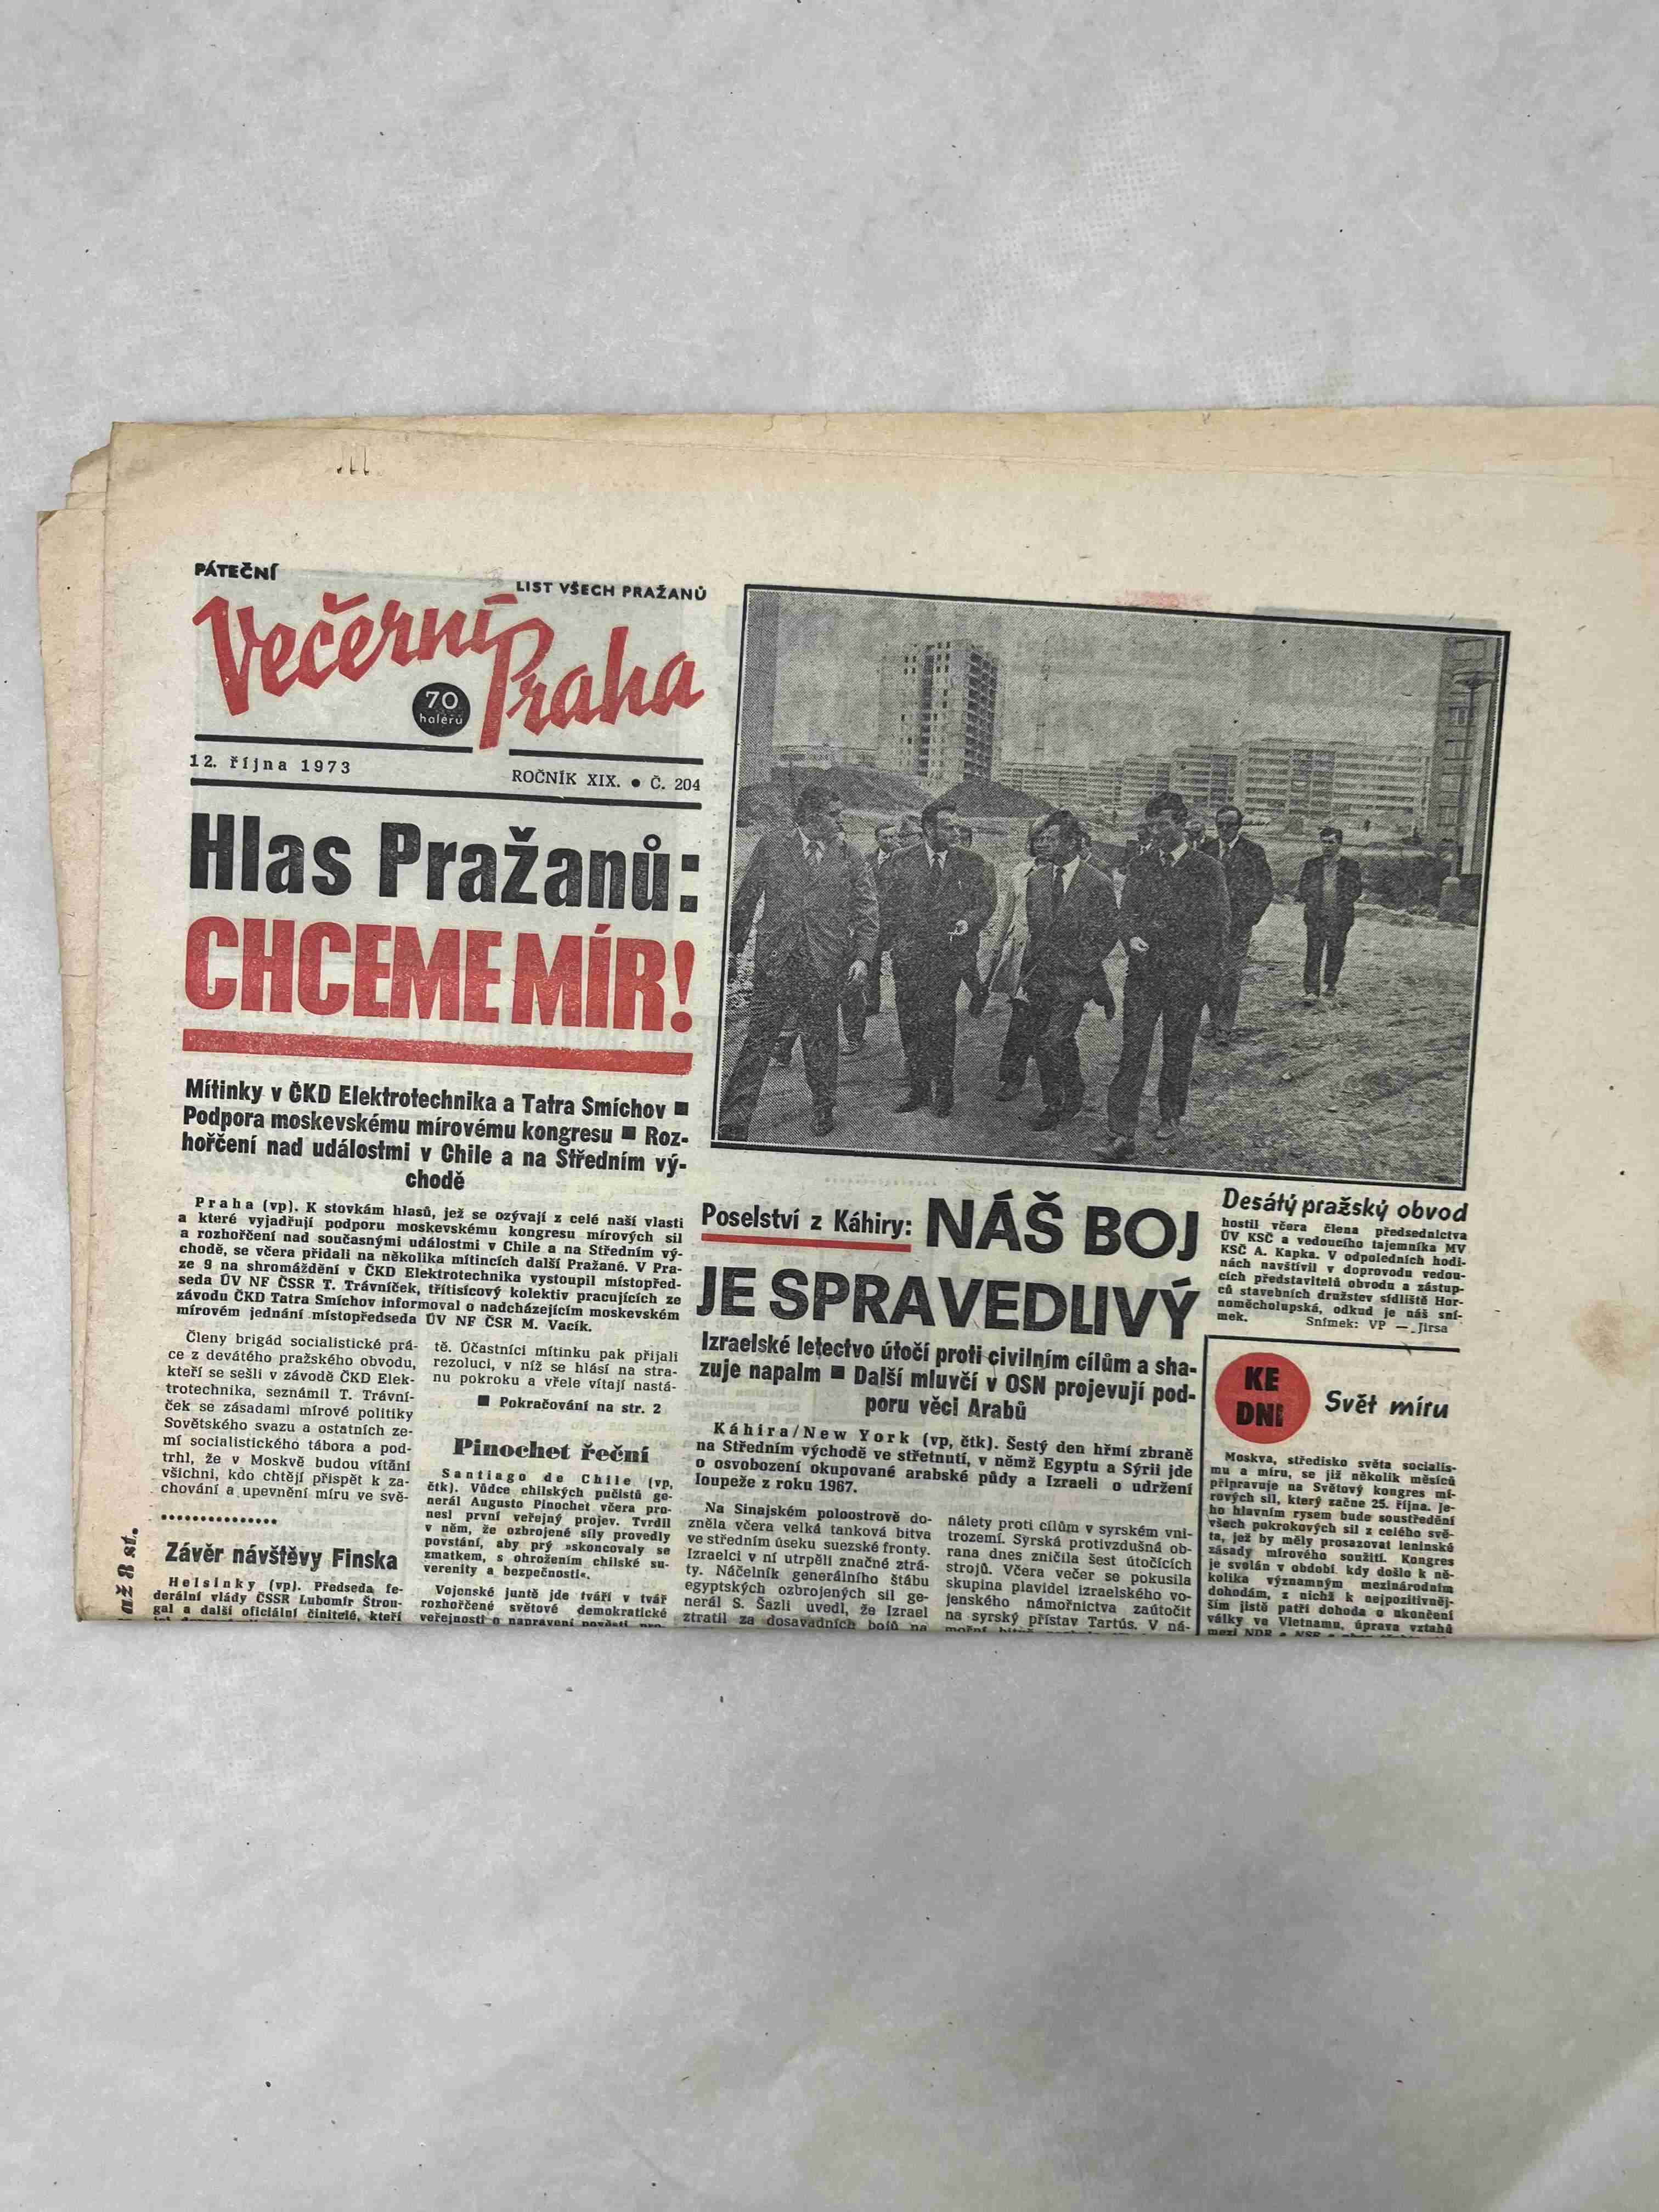 PÁTEČNÍ
LIST VŠECH PRAŽANŮ
Večerní Praha
70
haléřů
12. října 1973
ROČNÍK XIX. ● Č. 204
Hlas Pražanů:
CHCEME MÍR!
Mítinky v ČKD Elektrotechnika a Tatra Smíchov ■
Podpora moskevskému mírovému kongresu ■ Roz-
hořčení nad událostmi v Chile a na Středním vý-
chodě
Praha (vp). K stovkám hlasů, jež se ozývají z celé naší vlasti
a které vyjadřují podporu moskevskému kongresu mírových sil
a rozhořčení nad současnými událostmi v Chile a na Středním vý-
chodě, se včera přidali na několika mítincích další Pražané. V Pra-
ze 9 na shromáždění v ČKD Elektrotechnika vystoupil místopřed-
seda ÚV NF ČSSR T. Trávníček, třítisícový kolektiv pracujících ze
závodu ČKD Tatra Smíchov informoval o nadcházejícím moskevském
mírovém jednání místopředseda ÚV NF ČSR M. Vacík.
Členy brigád socialistické prá-
ce z devátého pražského obvodu,
kteří se sešli v závodě ČKD Elek-
trotechnika, seznámil T. Trávní-
ček se zásadami mírové politiky
Sovětského svazu a ostatních ze-
mí socialistického tábora a pod-
trhl, že v Moskvě budou vítáni
všichni, kdo chtějí přispět k za-
chování a upevnění míru ve svě-
tě. Účastníci mítinku pak přijali
rezoluci, v níž se hlásí na stra-
nu pokroku a vřele vítají nastá-
■ Pokračování na str. 2
Závěr návštěvy Finska
Helsinky (vp). Předseda fe-
derální vlády ČSSR Lubomír Štrou-
gal a další oficiální činitelé, kteří
Pinochet řeční
Santiago de Chile (vp,
čtk). Vůdce chilských pučistů ge-
nerál Augusto Pinochet včera pro-
nesl první veřejný projev. Tvrdil
v něm, že ozbrojené síly provedly
povstání, aby prý »skoncovaly se
zmatkem, s ohrožením chilské su-
verenity a bezpečnosti«.
Vojenské juntě jde tváří v tvář
rozhořčené světové demokratické
veřejnosti o napravení pověsti pro-
až 8 st.
Poselství z Káhiry: NÁŠ BOJ
JE SPRAVEDLIVÝ
Izraelské letectvo útočí proti civilním cílům a sha-
zuje napalm ■ Další mluvčí v OSN projevují pod-
poru věci Arabů
Káhira/New York (vp, čtk). Šestý den hřmí zbraně
na Středním východě ve střetnutí, v němž Egyptu a Sýrii jde
o osvobození okupované arabské půdy a Izraeli o udržení
loupeže z roku 1967.
Na Sinajském poloostrově do-
zněla včera velká tanková bitva
ve středním úseku suezské fronty.
Izraelci v ní utrpěli značné ztrá-
ty. Náčelník generálního štábu
egyptských ozbrojených sil ge-
nerál S. Šazli uvedl, že Izrael
ztratil za dosavadních bojů na
nálety proti cílům v syrském vni-
trozemí. Syrská protivzdušná ob-
rana dnes zničila šest útočících
strojů. Včera večer se pokusila
skupina plavidel izraelského vo-
jenského námořnictva zaútočit
na syrský přístav Tartús. V ná-
Desátý pražský obvod
hostil včera člena předsednictva
ÚV KSČ a vedoucího tajemníka MV
KSČ A. Kapka. V odpoledních hodi-
nách navštívil v doprovodu vedou-
cích představitelů obvodu a zástup-
ců stavebních družstev sídliště Hor-
noměcholupská, odkud je náš sní-
mek. Snímek: VP — Jirsa
KE
DNI
Svět míru
Moskva, středisko světa socialis-
mu a míru, se již několik měsíců
připravuje na Světový kongres mí-
rových sil, který začne 25. října. Je-
ho hlavním rysem bude soustředění
všech pokrokových sil z celého svě-
ta, jež by měly prosazovat leninské
zásady mírového soužití. Kongres
je svolán v období, kdy došlo k ně-
kolika významným mezinárodním
dohodám, z nichž k nejpozitivněj-
ším jistě patří dohoda o ukončení
války ve Vietnamu, úprava vztahů
mezi NDR a NSR